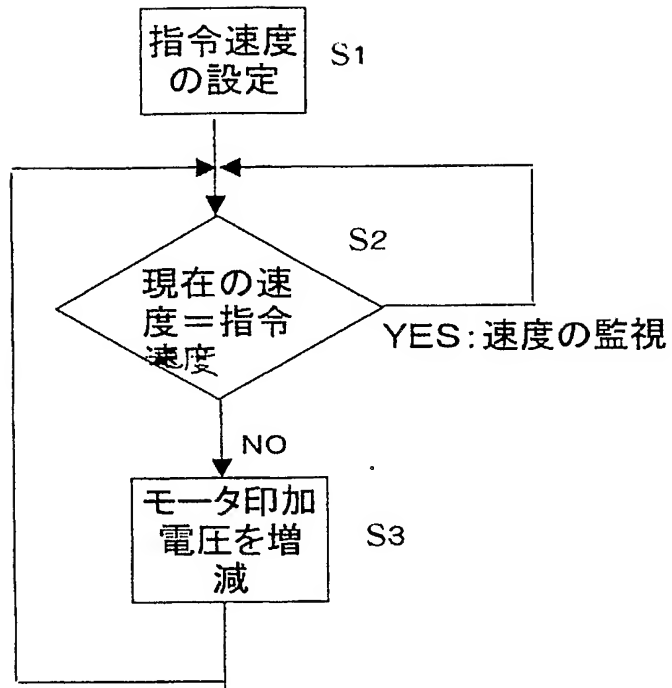 指令速度
の設定
S1
S2
現在の速
度＝指令
速度
YES:速度の監視
NO
モータ印加
電圧を増
減
S3